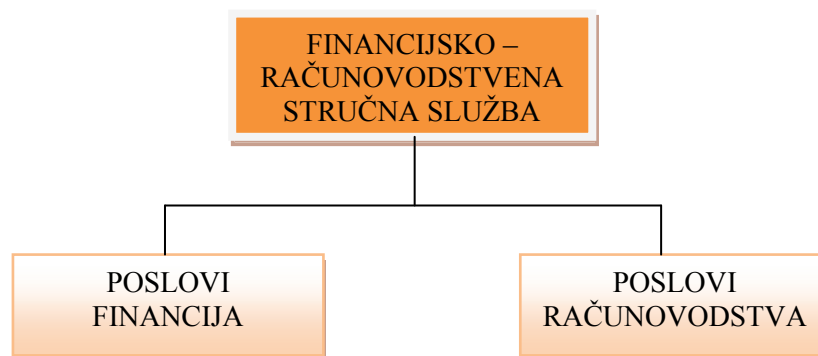 FINANCIJSKO –
RAČUNOVODSTVENA
STRUČNA SLUŽBA
POSLOVI
FINANCIJA
POSLOVI
RAČUNOVODSTVA